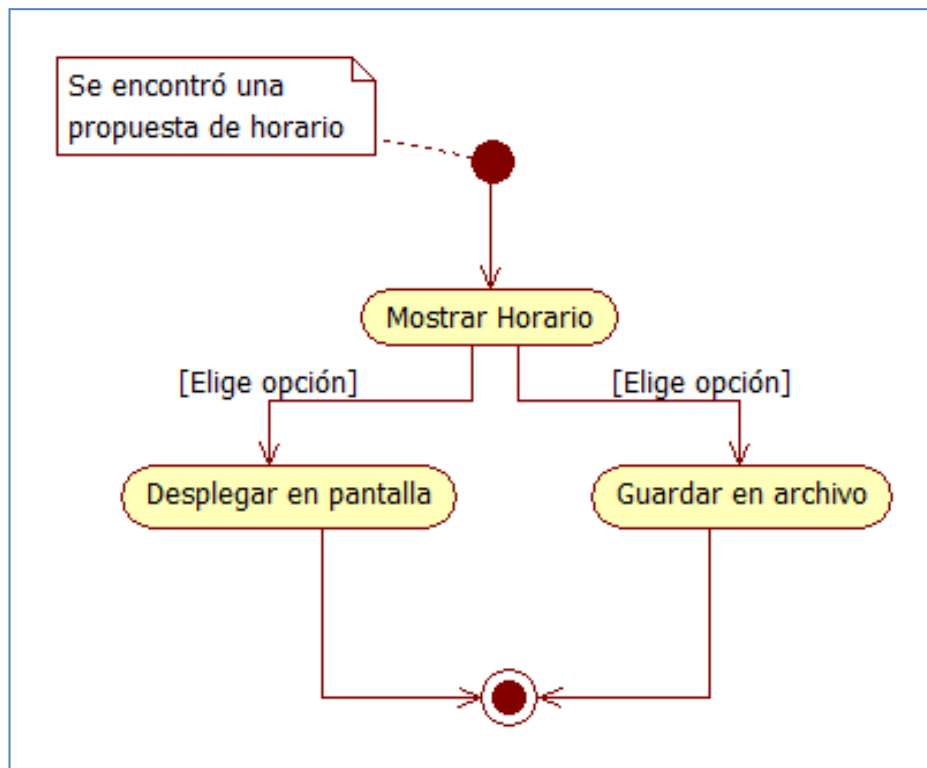 Se encontró una
propuesta de horario
Mostrar Horario
[Elige opción]
[Elige opción]
Desplegar en pantalla
Guardar en archivo